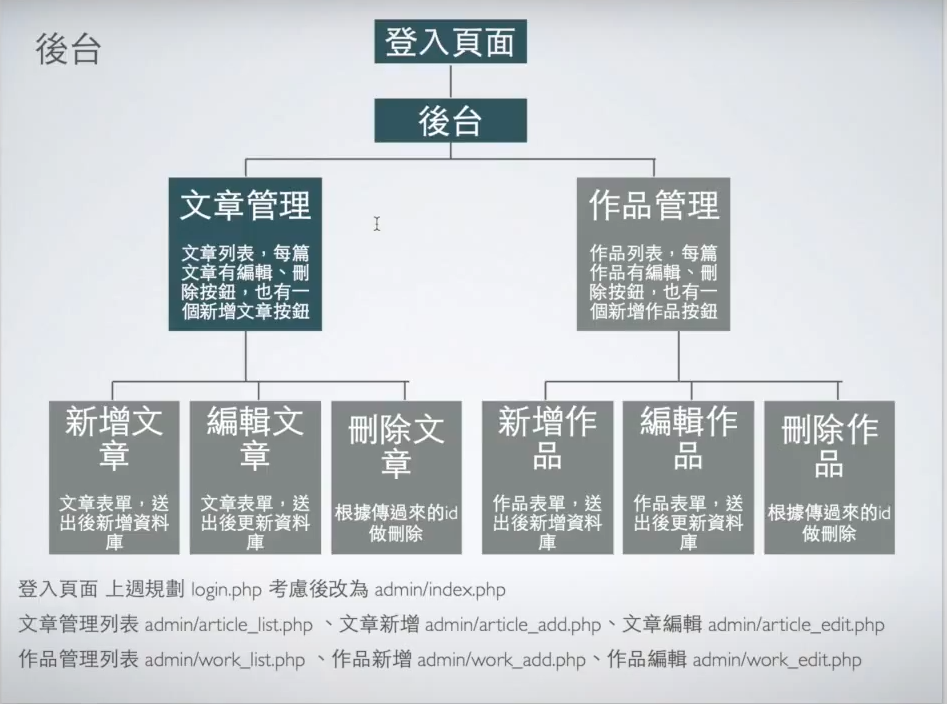 後台
登入頁面
後台
文章管理
文章列表，每篇
文章有編輯、刪
除按鈕，也有一
個新增文章按鈕
作品管理
作品列表，每篇
作品有編輯、刪
除按鈕，也有一
個新增作品按鈕
新增文
章
文章表單，送
出後新增資料
庫
編輯文
章
文章表單，送
出後更新資料
庫
刪除文
章
根據傳過來的id
做刪除
新增作
品
作品表單，送
出後新增資料
庫
編輯作
品
作品表單，送
出後更新資料
庫
刪除作
品
根據傳過來的id
做刪除
登入頁面 上週規劃 login.php 考慮後改為 admin/index.php
文章管理列表 admin/article_list.php 、文章新增 admin/article_add.php、文章編輯 admin/article_edit.php
作品管理列表 admin/work_list.php 、作品新增 admin/work_add.php、作品編輯 admin/work_edit.php